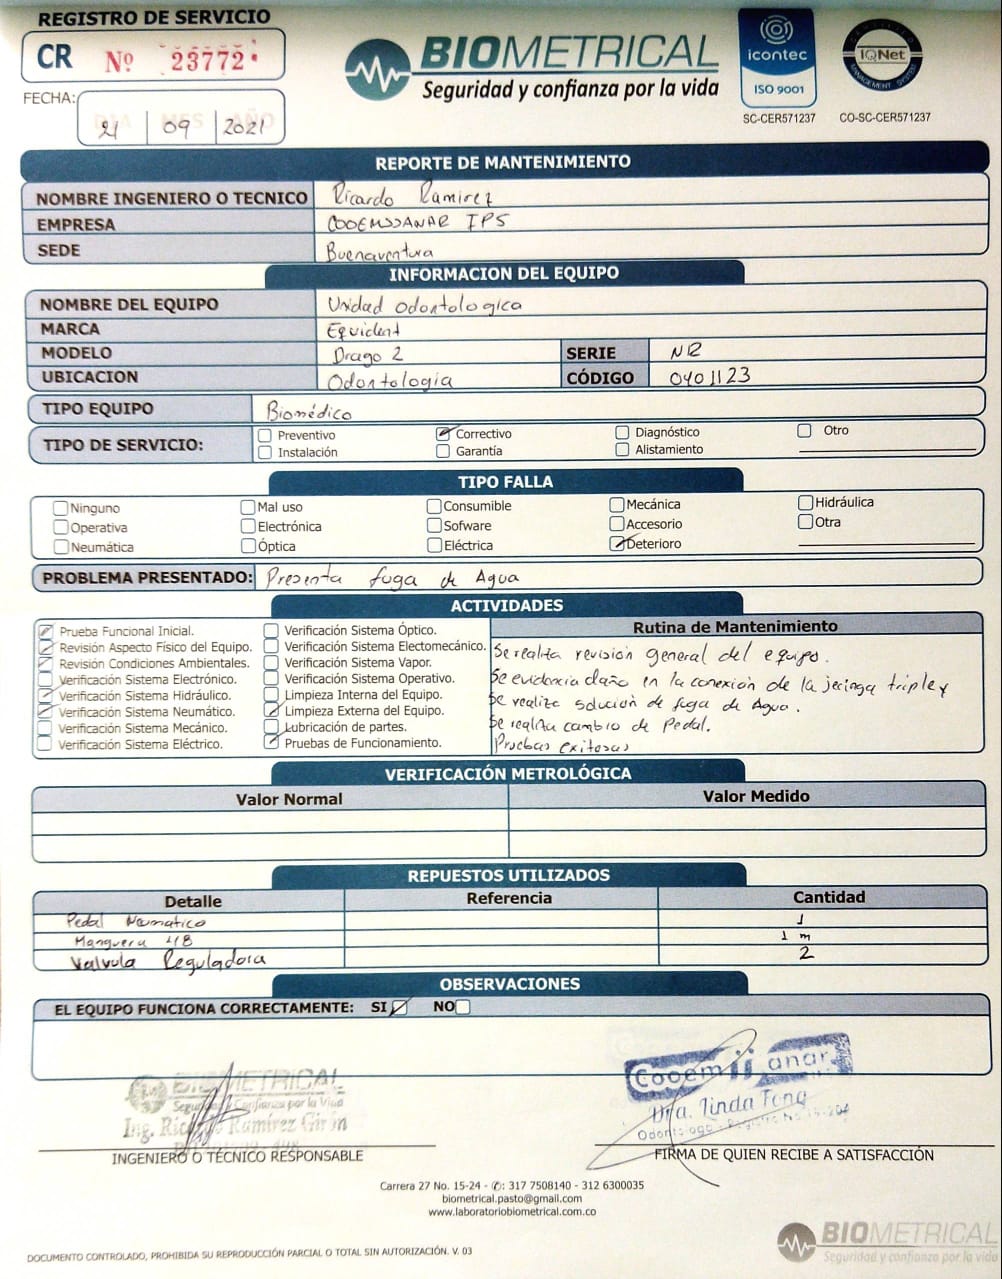 REGISTRO DE SERVICIO
CR Nº 23772
BIOMETRICAL
Seguridad y confianza por la vida
icontec
ISO 9001
SC-CER571237
IQNet
MANAGEMENT SYSTEM
CO-SC-CER571237
FECHA:
DIA MES AÑO
21 09 2021
REPORTE DE MANTENIMIENTO
NOMBRE INGENIERO O TECNICO Ricardo Ramirez
EMPRESA COOEMSSANAR IPS
SEDE Buenaventura
INFORMACION DEL EQUIPO
NOMBRE DEL EQUIPO Unidad Odontologica
MARCA Equident
MODELO Drago 2 SERIE NR
UBICACION Odontologia CÓDIGO 0401123
TIPO EQUIPO Biomédico
TIPO DE SERVICIO:
Preventivo Correctivo Diagnóstico Otro
Instalación Garantía Alistamiento
TIPO FALLA
Ninguno Mal uso Consumible Mecánica Hidráulica
Operativa Electrónica Sofware Accesorio Otra
Neumática Óptica Eléctrica Deterioro
PROBLEMA PRESENTADO: Presenta fuga de Agua
ACTIVIDADES
Prueba Funcional Inicial.
Revisión Aspecto Físico del Equipo.
Revisión Condiciones Ambientales.
Verificación Sistema Electrónico.
Verificación Sistema Hidráulico.
Verificación Sistema Neumático.
Verificación Sistema Mecánico.
Verificación Sistema Eléctrico.
Verificación Sistema Óptico.
Verificación Sistema Electomecánico.
Verificación Sistema Vapor.
Verificación Sistema Operativo.
Limpieza Interna del Equipo.
Limpieza Externa del Equipo.
Lubricación de partes.
Pruebas de Funcionamiento.
Rutina de Mantenimiento
Se realiza revisión general del equipo.
Se evidencia daño en la conexión de la jeringa triple y
se realiza solución de fuga de Agua.
Se realiza cambio de Pedal.
Pruebas exitosas
VERIFICACIÓN METROLÓGICA
Valor Normal Valor Medido
REPUESTOS UTILIZADOS
Detalle Referencia Cantidad
Pedal Neumatico 1
Manguera 4/8 1 m
Valvula Reguladora 2
OBSERVACIONES
EL EQUIPO FUNCIONA CORRECTAMENTE: SI NO
BIOMETRICAL
Seguridad y Confianza por la Vida
Ing. Ricardo Ramírez Girón
Cooemssanar
Dra. Linda Tong
Odontologo - Registro No
INGENIERO O TÉCNICO RESPONSABLE
FIRMA DE QUIEN RECIBE A SATISFACCIÓN
Carrera 27 No. 15-24 - ✆: 317 7508140 - 312 6300035
biometrical.pasto@gmail.com
www.laboratoriobiometrical.com.co
DOCUMENTO CONTROLADO, PROHIBIDA SU REPRODUCCIÓN PARCIAL O TOTAL SIN AUTORIZACIÓN. V. 03
BIOMETRICAL
Seguridad y confianza por la vida